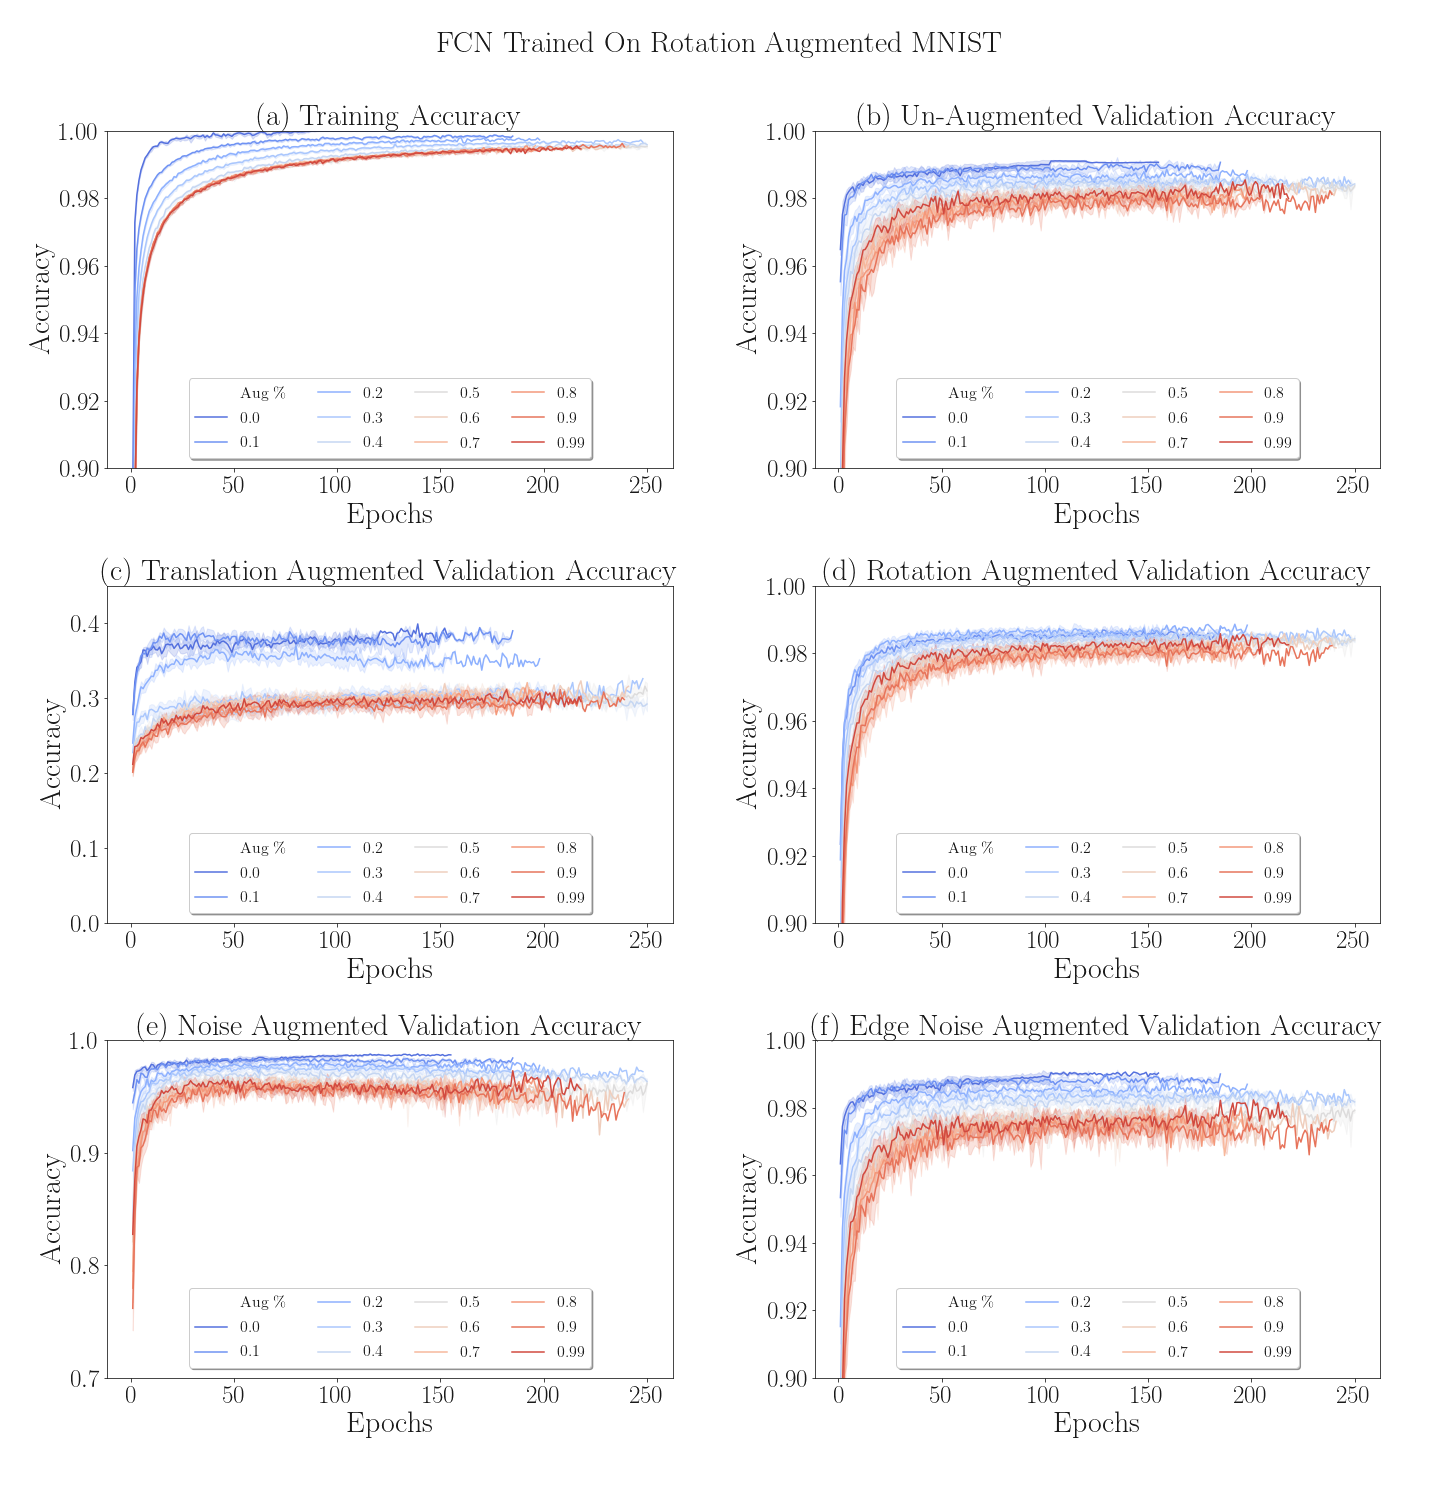 FCN Trained On Rotation Augmented MNIST
(a) Training Accuracy
Accuracy
1.00
0.98
0.96
0.94
0.92
0.90
Aug % 0.2 0.5 0.8
0.0 0.3 0.6 0.9
0.1 0.4 0.7 0.99
0 50 100 150 200 250
Epochs
(b) Un-Augmented Validation Accuracy
Accuracy
1.00
0.98
0.96
0.94
0.92
0.90
Aug % 0.2 0.5 0.8
0.0 0.3 0.6 0.9
0.1 0.4 0.7 0.99
0 50 100 150 200 250
Epochs
(c) Translation Augmented Validation Accuracy
Accuracy
0.4
0.3
0.2
0.1
0.0
Aug % 0.2 0.5 0.8
0.0 0.3 0.6 0.9
0.1 0.4 0.7 0.99
0 50 100 150 200 250
Epochs
(d) Rotation Augmented Validation Accuracy
Accuracy
1.00
0.98
0.96
0.94
0.92
0.90
Aug % 0.2 0.5 0.8
0.0 0.3 0.6 0.9
0.1 0.4 0.7 0.99
0 50 100 150 200 250
Epochs
(e) Noise Augmented Validation Accuracy
Accuracy
1.0
0.9
0.8
0.7
Aug % 0.2 0.5 0.8
0.0 0.3 0.6 0.9
0.1 0.4 0.7 0.99
0 50 100 150 200 250
Epochs
(f) Edge Noise Augmented Validation Accuracy
Accuracy
1.00
0.98
0.96
0.94
0.92
0.90
Aug % 0.2 0.5 0.8
0.0 0.3 0.6 0.9
0.1 0.4 0.7 0.99
0 50 100 150 200 250
Epochs